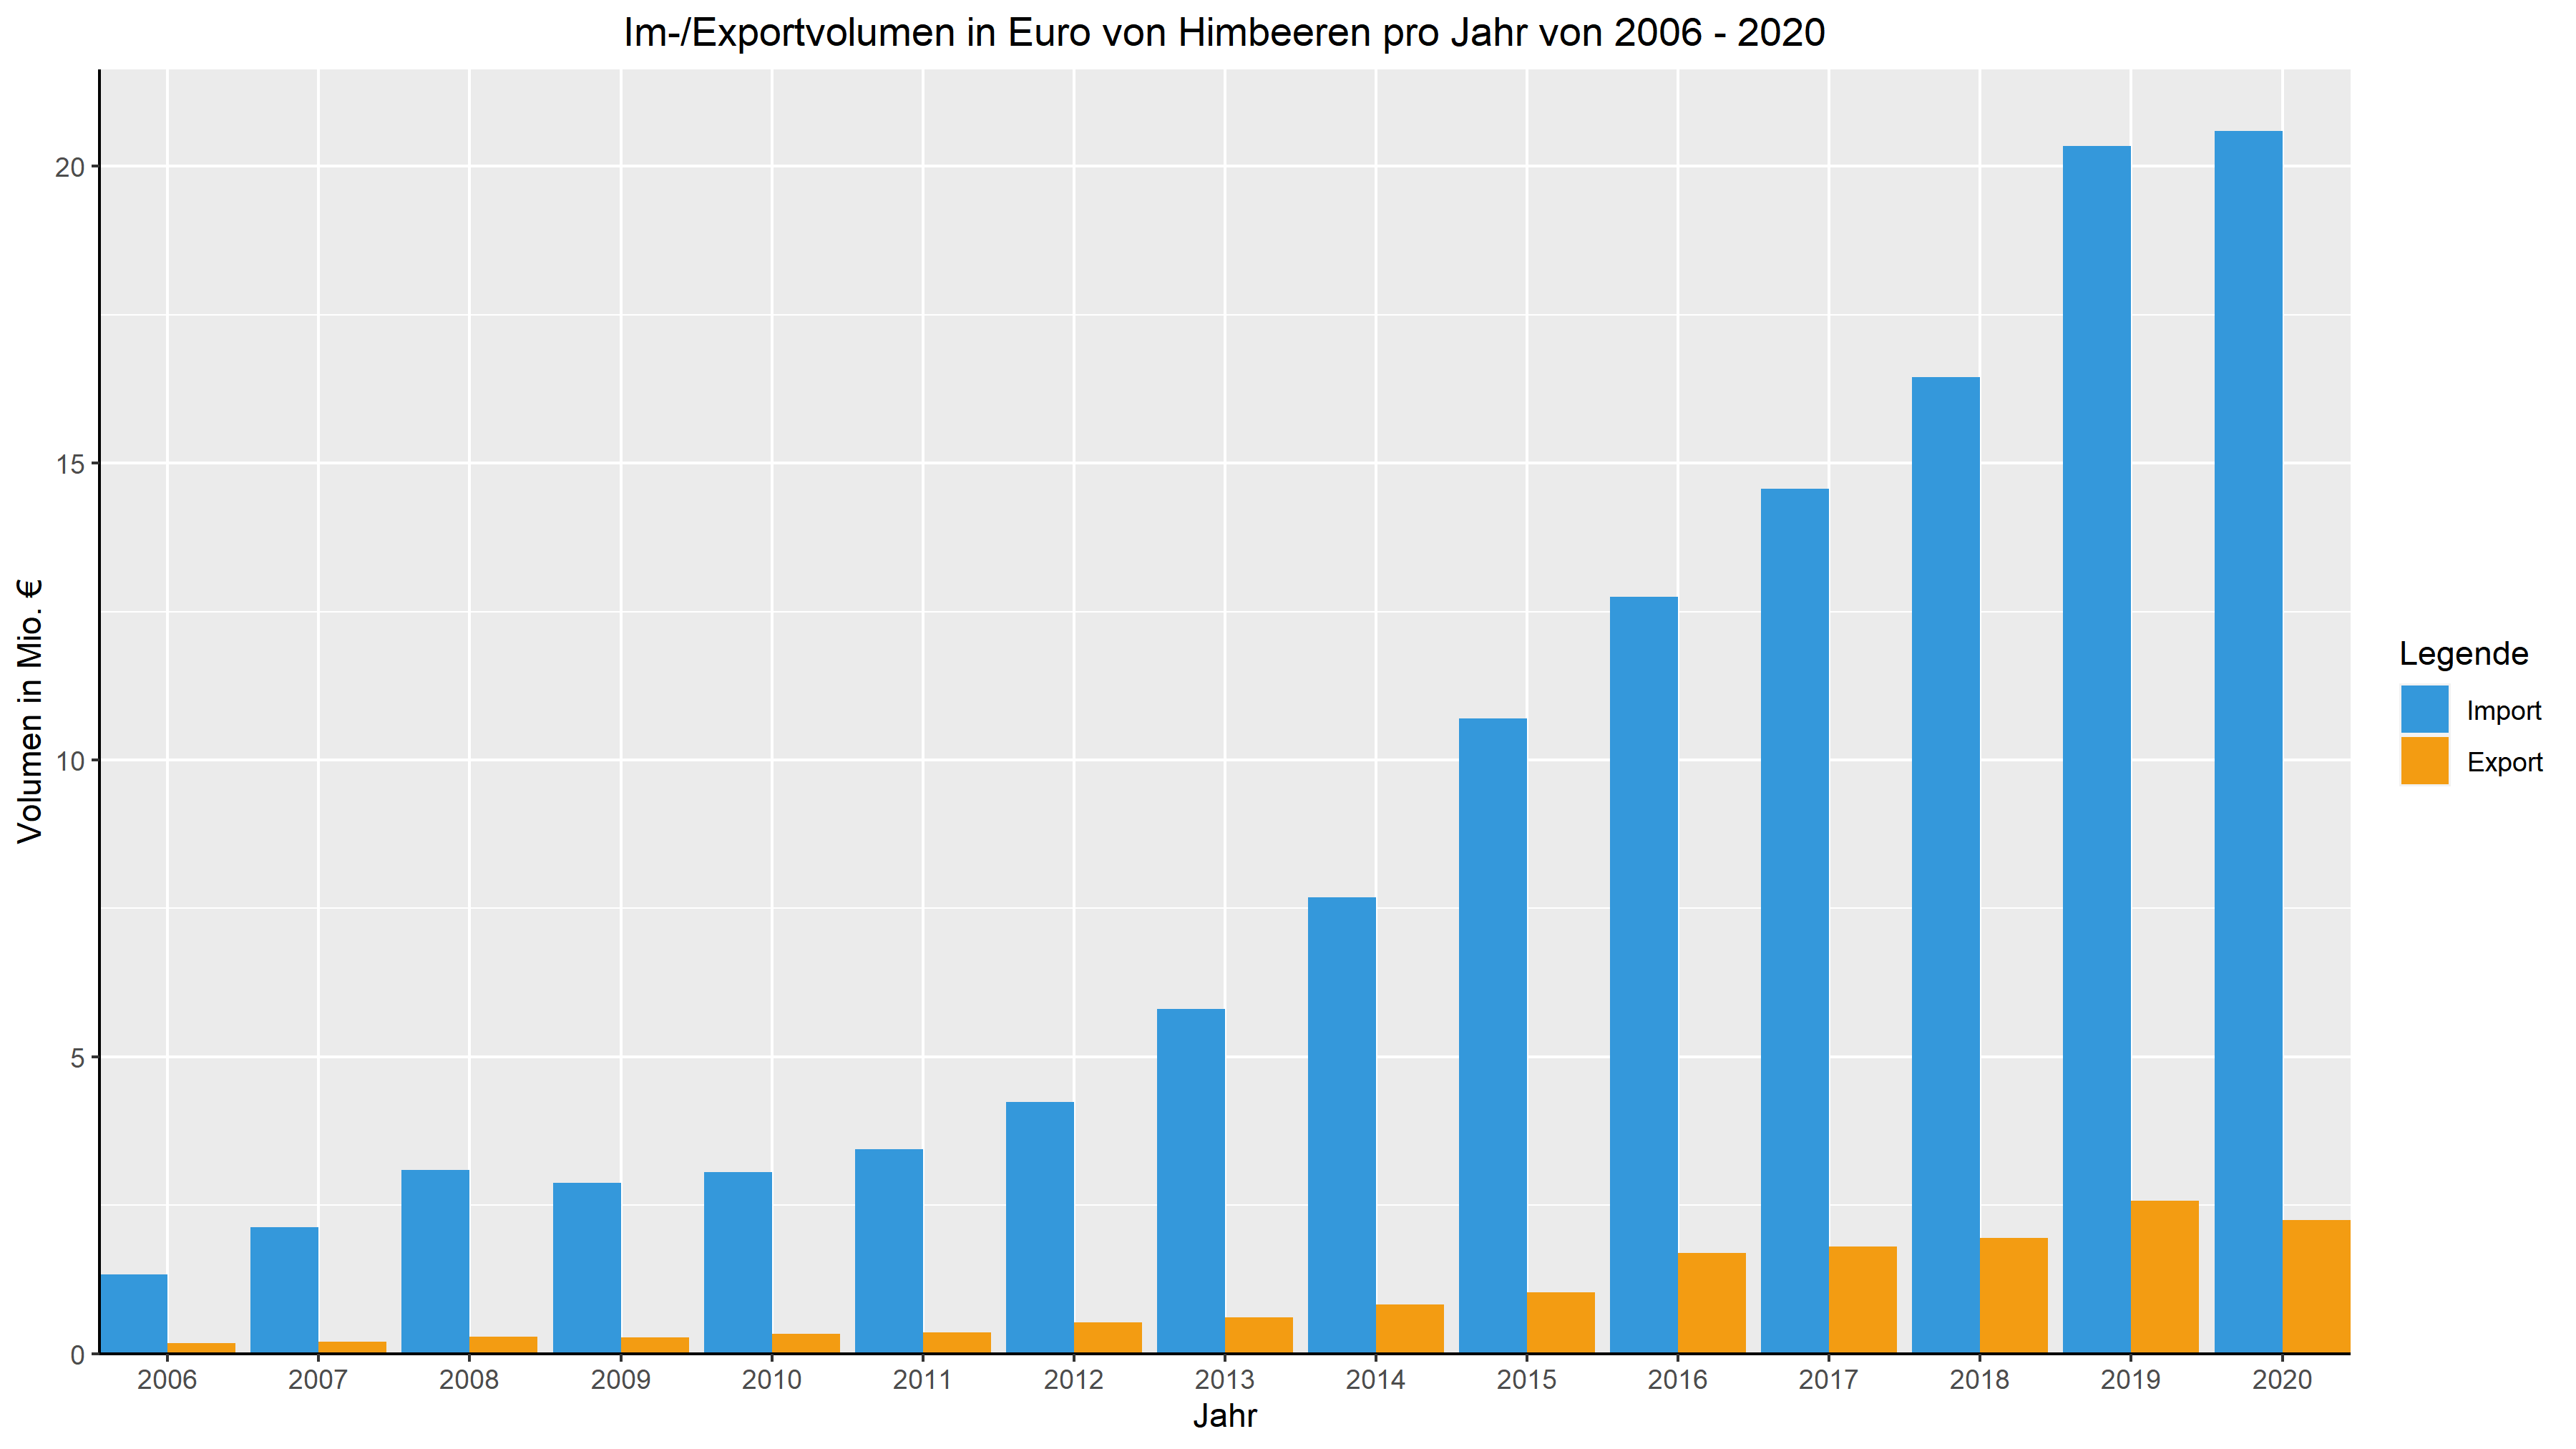 Im-/Exportvolumen in Euro von Himbeeren pro Jahr von 2006 - 2020
Volumen in Mio. €
20
15
10
5
0
2006 2007 2008 2009 2010 2011 2012 2013 2014 2015 2016 2017 2018 2019 2020
Jahr
Legende
Import
Export